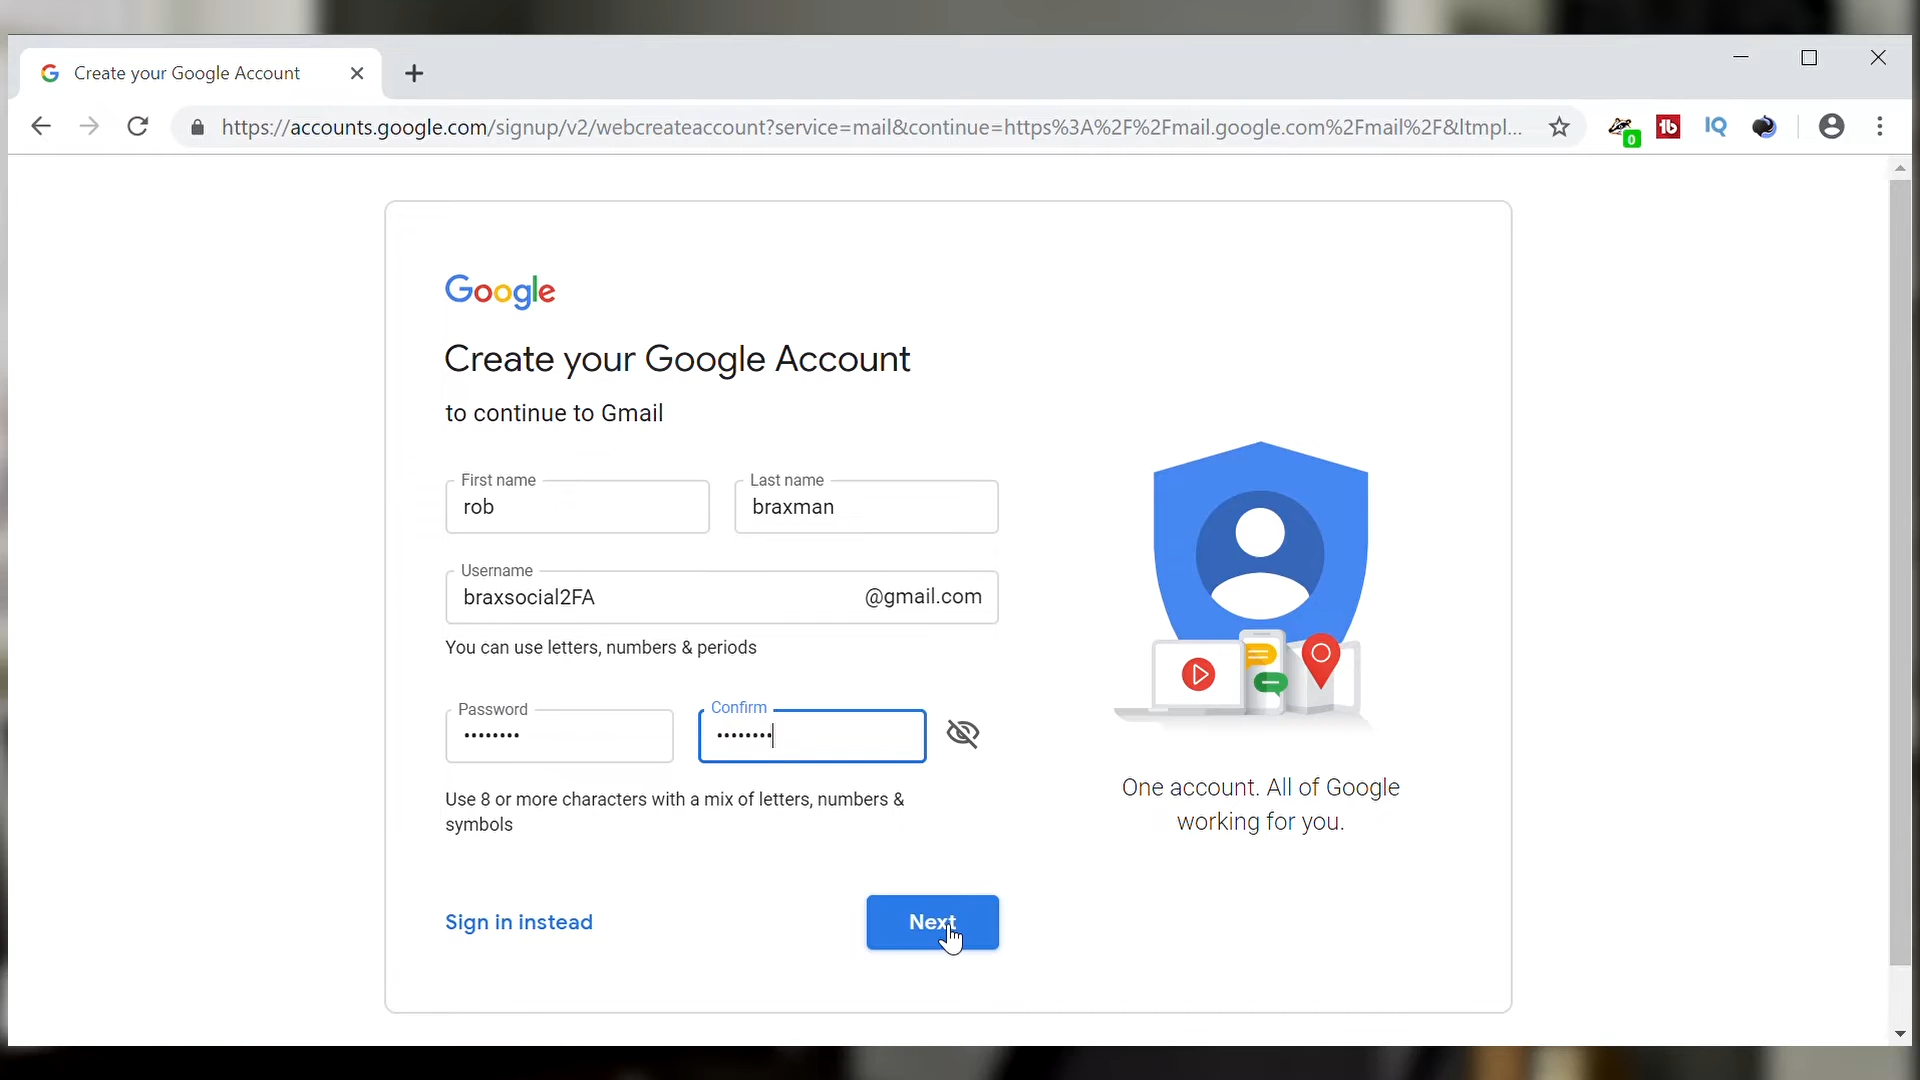 Create your Google Account
https://accounts.google.com/signup/v2/webcreateaccount?service=mail&continue=https%3A%2F%2Fmail.google.com%2Fmail%2F&ltmpl...
0
tb
IQ
Google
Create your Google Account
to continue to Gmail
First name
Last name
rob
braxman
Username
braxsocial2FA
@gmail.com
You can use letters, numbers & periods
Password
Confirm
Use 8 or more characters with a mix of letters, numbers &
symbols
One account. All of Google
working for you.
Sign in instead
Next